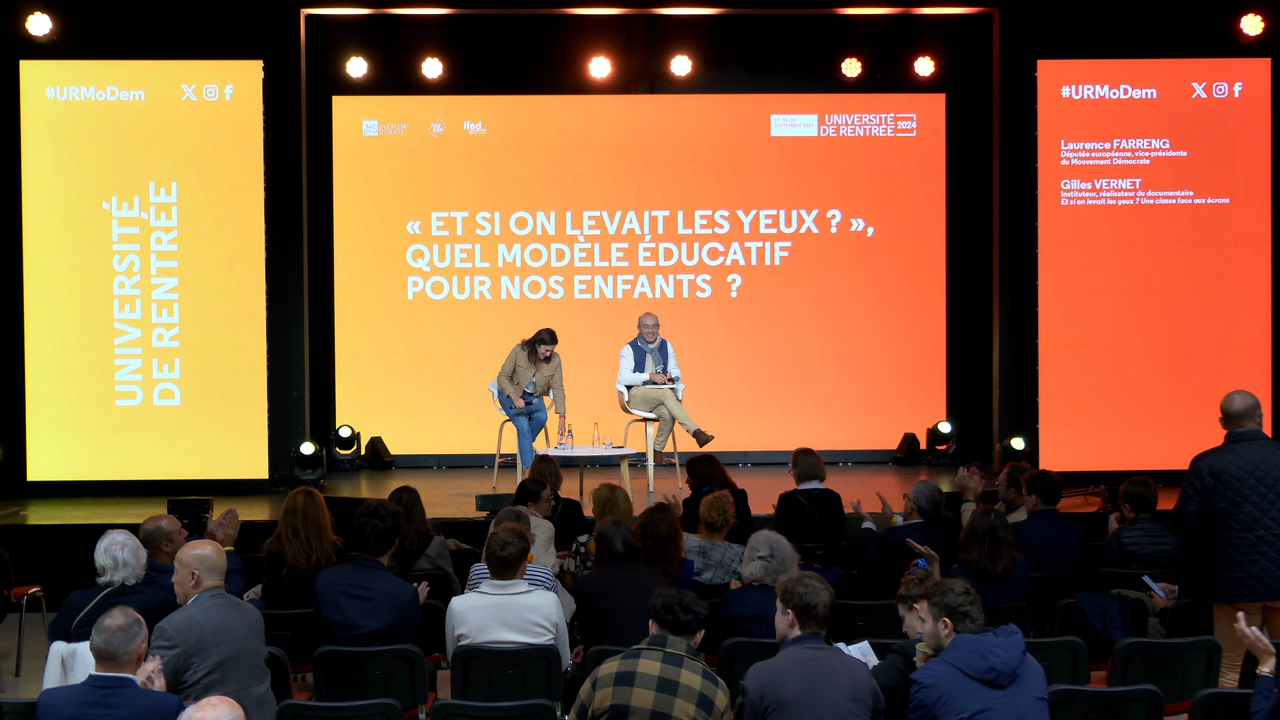 #URMoDem
UNIVERSITÉ
DE RENTRÉE
MOUVEMENT
DÉMOCRATE
ifed
UNIVERSITÉ
DE RENTRÉE 2024
« ET SI ON LEVAIT LES YEUX ? »,
QUEL MODÈLE ÉDUCATIF
POUR NOS ENFANTS ?
#URMoDem
Laurence FARRENG
Députée européenne, vice-présidente
du Mouvement Démocrate
Gilles VERNET
Instituteur, réalisateur du documentaire
Et si on levait les yeux ? Une classe face aux écrans